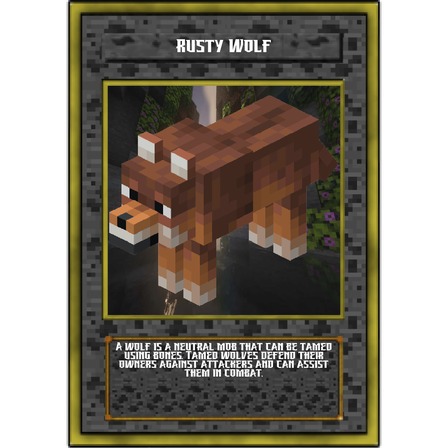 Rusty Wolf
A wolf is a neutral mob that can be tamed
using bones. Tamed wolves defend their
owners against attackers and can assist
them in combat.